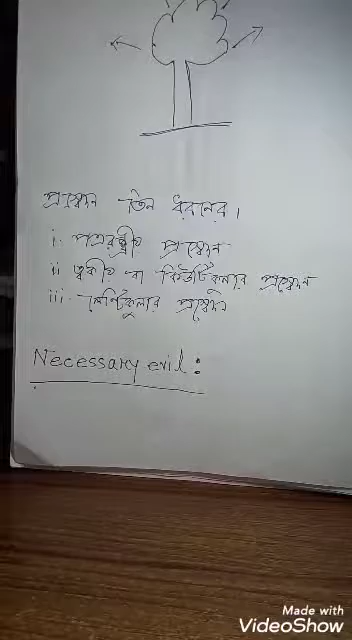 প্রস্বেদন তিন ধরনের।
i. পত্ররন্ধ্রীয় প্রস্বেদন
ii ত্বকীয় বা কিউটিকুলার প্রস্বেদন
iii. লেন্টিকুলার প্রস্বেদন
Necessary evil:
Made with
VideoShow